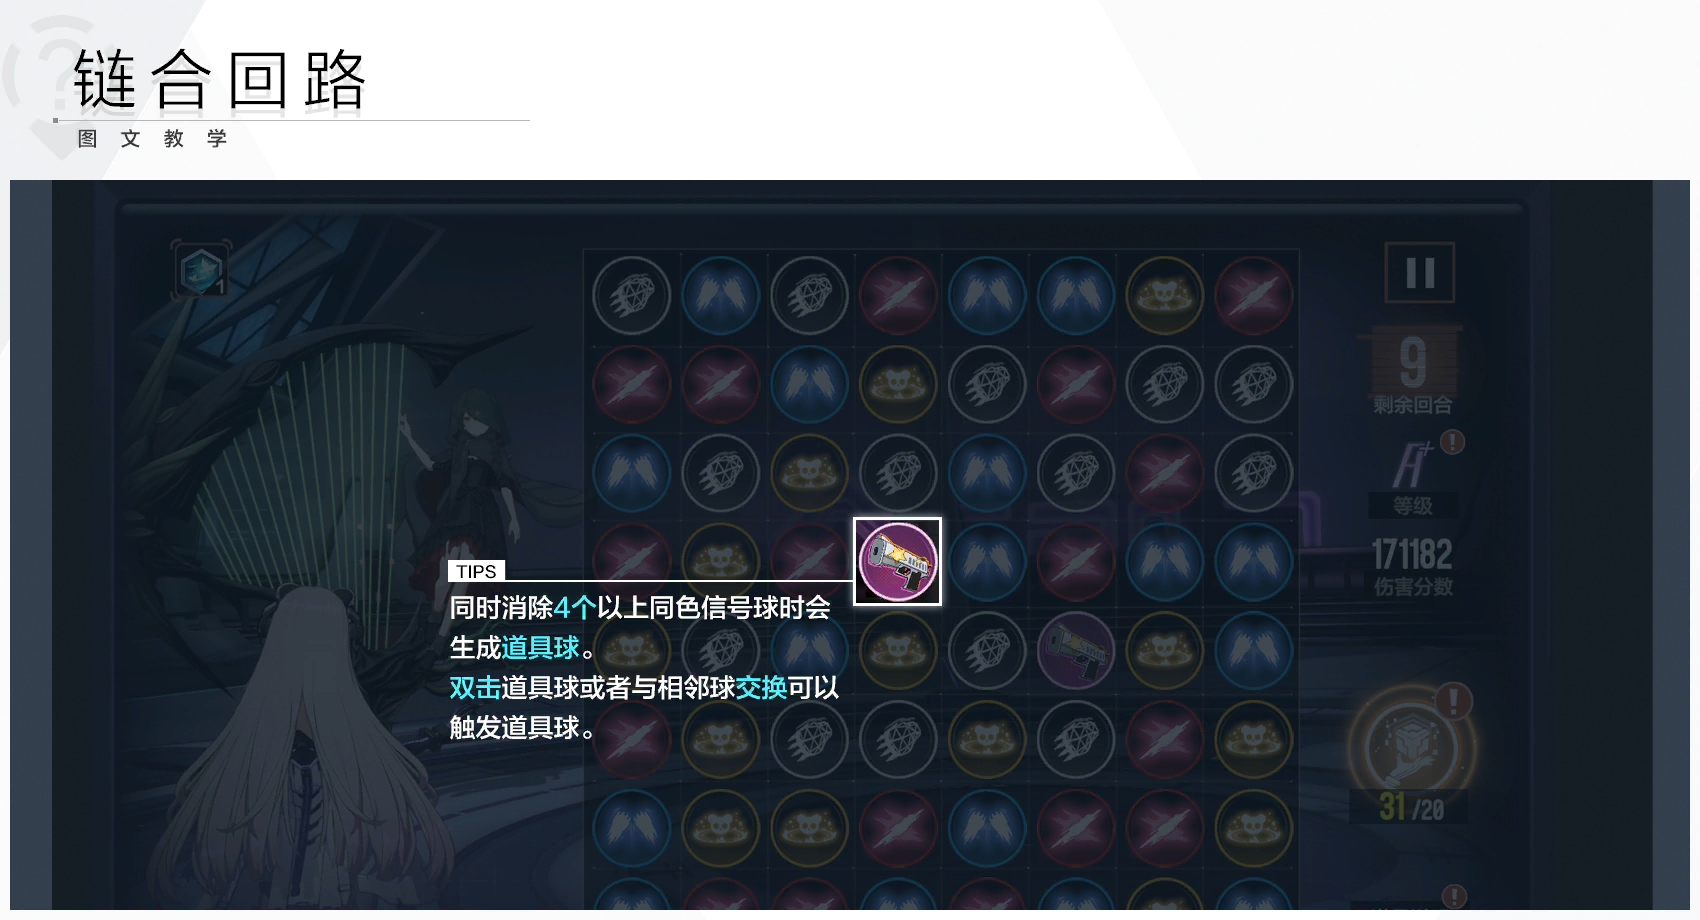 链合回路
图文教学
1
9
剩余回合
A+
等级
171182
伤害分数
TIPS
同时消除4个以上同色信号球时会
生成道具球。
双击道具球或者与相邻球交换可以
触发道具球。
31/20